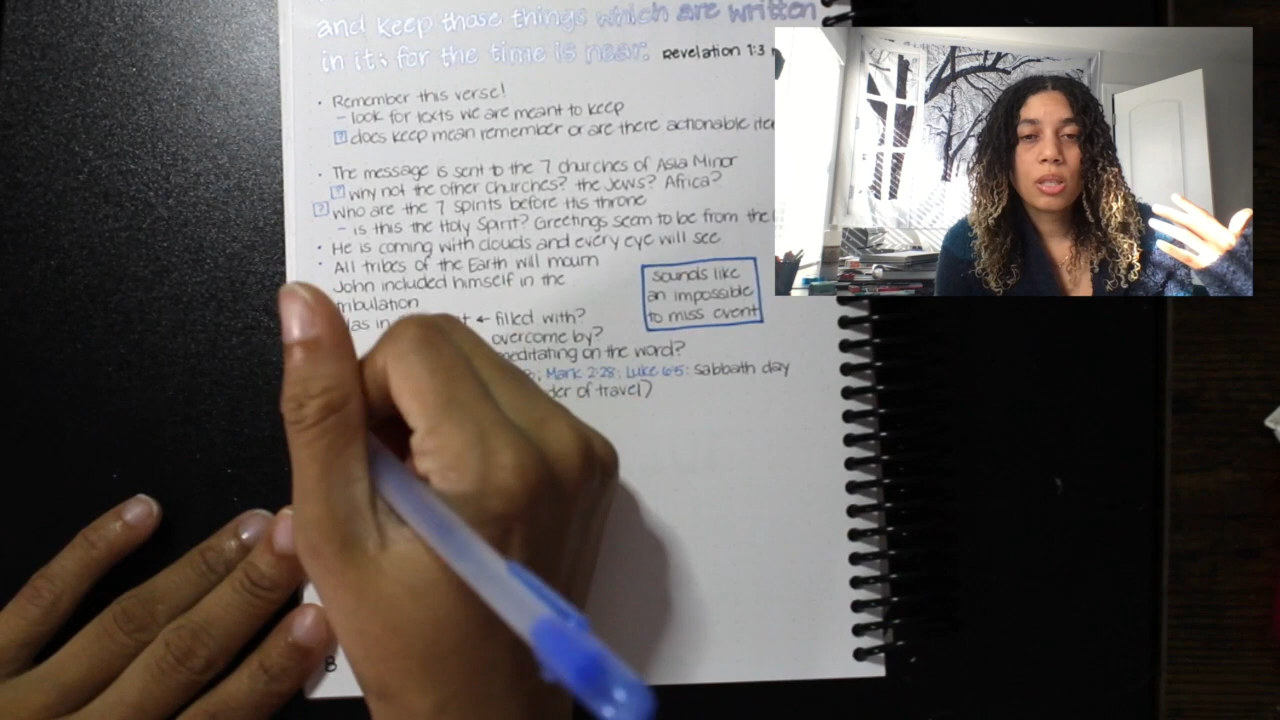 and keep those things which are written
in it; for the time is near. Revelation 1:3
• Remember this verse!
- look for texts we are meant to keep
? does keep mean remember or are there actionable
• The message is sent to the 7 churches of Asia Minor
? why not the other churches? the Jews? Africa?
? Who are the 7 spirits before His throne
- is this the Holy Spirit? Greetings seem to be from the
• He is coming with clouds and every eye will see
• All tribes of the Earth will mourn
John included himself in the
sounds like
an impossible
to miss event
← filled with?
overcome by?
meditating on the word?
; Mark 2:28; Luke 6:5: sabbath day
of travel)
8